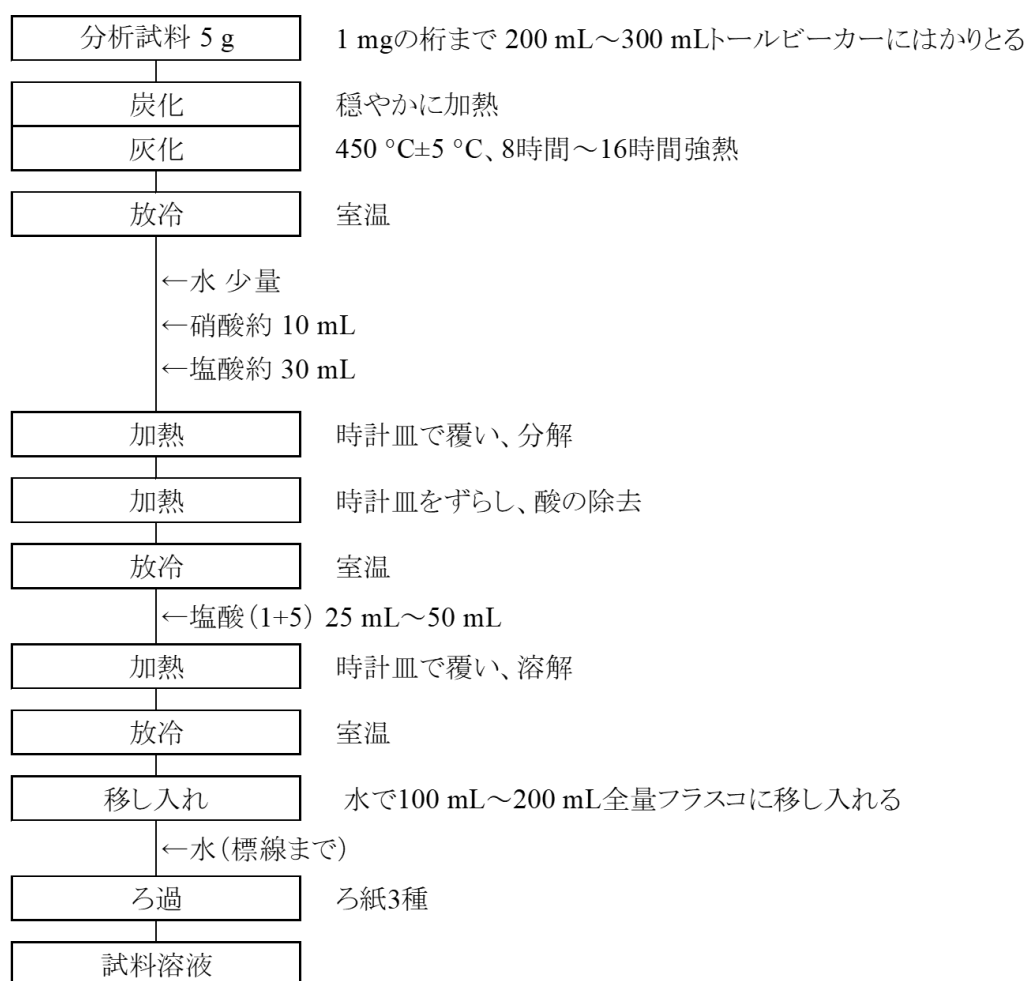 分析試料 5 g 1 mgの桁まで 200 mL～300 mLトールビーカーにはかりとる
炭化 穏やかに加熱
灰化 450 °C±5 °C、8時間～16時間強熱
放冷 室温
←水 少量
←硝酸約 10 mL
←塩酸約 30 mL
加熱 時計皿で覆い、分解
加熱 時計皿をずらし、酸の除去
放冷 室温
←塩酸（1+5） 25 mL～50 mL
加熱 時計皿で覆い、溶解
放冷 室温
移し入れ 水で100 mL～200 mL全量フラスコに移し入れる
←水（標線まで）
ろ過 ろ紙3種
試料溶液